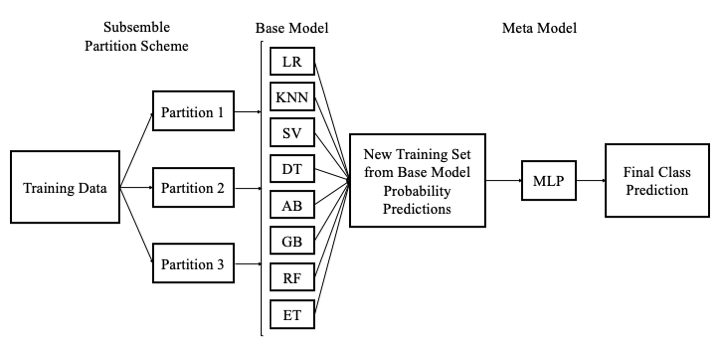 Subsemble
Partition Scheme
Base Model
Meta Model
Training Data
Partition 1
Partition 2
Partition 3
LR
KNN
SV
DT
AB
GB
RF
ET
New Training Set
from Base Model
Probability
Predictions
MLP
Final Class
Prediction